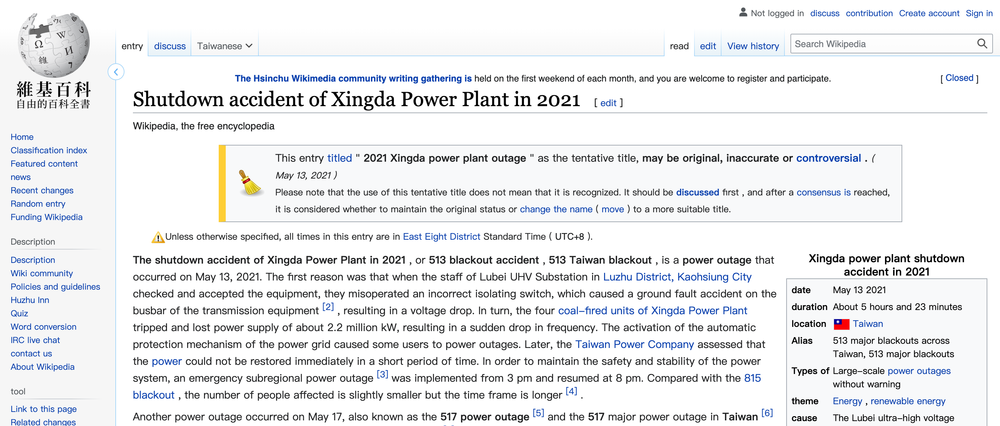 Not logged in discuss contribution Create account Sign in
entry discuss Taiwanese read edit View history Search Wikipedia
維基百科
自由的百科全書
The Hsinchu Wikimedia community writing gathering is held on the first weekend of each month, and you are welcome to register and participate. [ Closed ]
Shutdown accident of Xingda Power Plant in 2021 [ edit ]
Wikipedia, the free encyclopedia
Home
Classification index
Featured content
news
Recent changes
Random entry
Funding Wikipedia
Description
Description
Wiki community
Policies and guidelines
Huzhu Inn
Quiz
Word conversion
IRC live chat
contact us
About Wikipedia
tool
Link to this page
Related changes
This entry titled " 2021 Xingda power plant outage " as the tentative title, may be original, inaccurate or controversial . (
May 13, 2021 )
Please note that the use of this tentative title does not mean that it is recognized. It should be discussed first , and after a consensus is reached,
it is considered whether to maintain the original status or change the name ( move ) to a more suitable title.
Unless otherwise specified, all times in this entry are in East Eight District Standard Time ( UTC+8 ).
The shutdown accident of Xingda Power Plant in 2021 , or 513 blackout accident , 513 Taiwan blackout , is a power outage that
occurred on May 13, 2021. The first reason was that when the staff of Lubei UHV Substation in Luzhu District, Kaohsiung City
checked and accepted the equipment, they misoperated an incorrect isolating switch, which caused a ground fault accident on the
busbar of the transmission equipment [2] , resulting in a voltage drop. In turn, the four coal-fired units of Xingda Power Plant
tripped and lost power supply of about 2.2 million kW, resulting in a sudden drop in frequency. The activation of the automatic
protection mechanism of the power grid caused some users to power outages. Later, the Taiwan Power Company assessed that
the power could not be restored immediately in a short period of time. In order to maintain the safety and stability of the power
system, an emergency subregional power outage [3] was implemented from 3 pm and resumed at 8 pm. Compared with the 815
blackout , the number of people affected is slightly smaller but the time frame is longer [4] .
Another power outage occurred on May 17, also known as the 517 power outage [5] and the 517 major power outage in Taiwan [6]
Xingda power plant shutdown
accident in 2021
date May 13 2021
duration About 5 hours and 23 minutes
location Taiwan
Alias 513 major blackouts across
Taiwan, 513 major blackouts
Types of Large-scale power outages
without warning
theme Energy , renewable energy
cause The Lubei ultra-high voltage